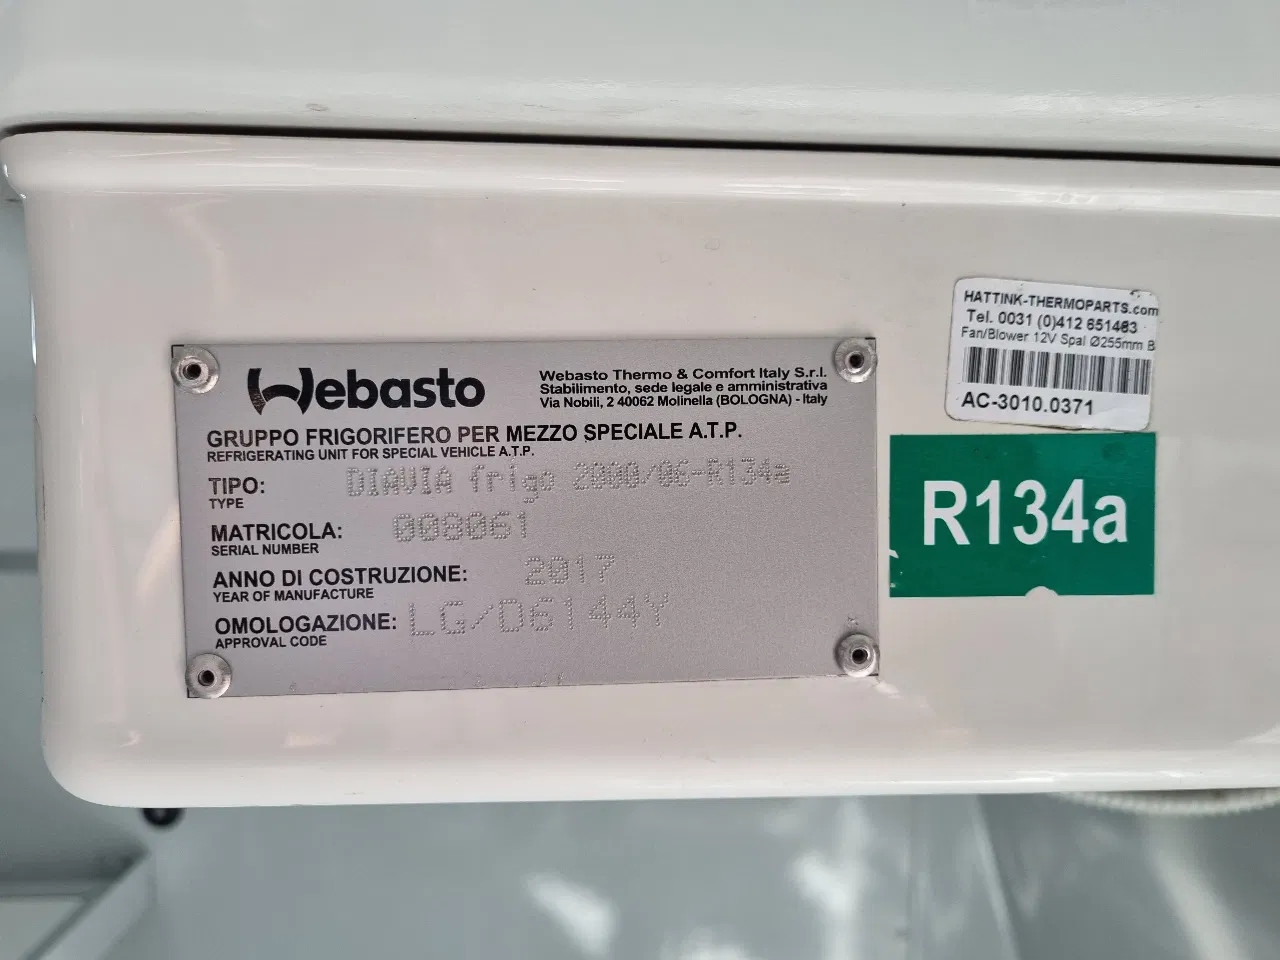 Webasto
Webasto Thermo & Comfort Italy S.r.l.
Stabilimento, sede legale e amministrativa
Via Nobili, 2 40062 Molinella (BOLOGNA) - Italy
GRUPPO FRIGORIFERO PER MEZZO SPECIALE A.T.P.
REFRIGERATING UNIT FOR SPECIAL VEHICLE A.T.P.
TIPO: DIAVIA frigo 2000/06-R134a
TYPE
MATRICOLA: 008061
SERIAL NUMBER
ANNO DI COSTRUZIONE: 2017
YEAR OF MANUFACTURE
OMOLOGAZIONE: LG/D6144Y
APPROVAL CODE
HATTINK-THERMOPARTS.com
Tel. 0031 (0)412 651483
Fan/Blower 12V Spal Ø255mm B
AC-3010.0371
R134a